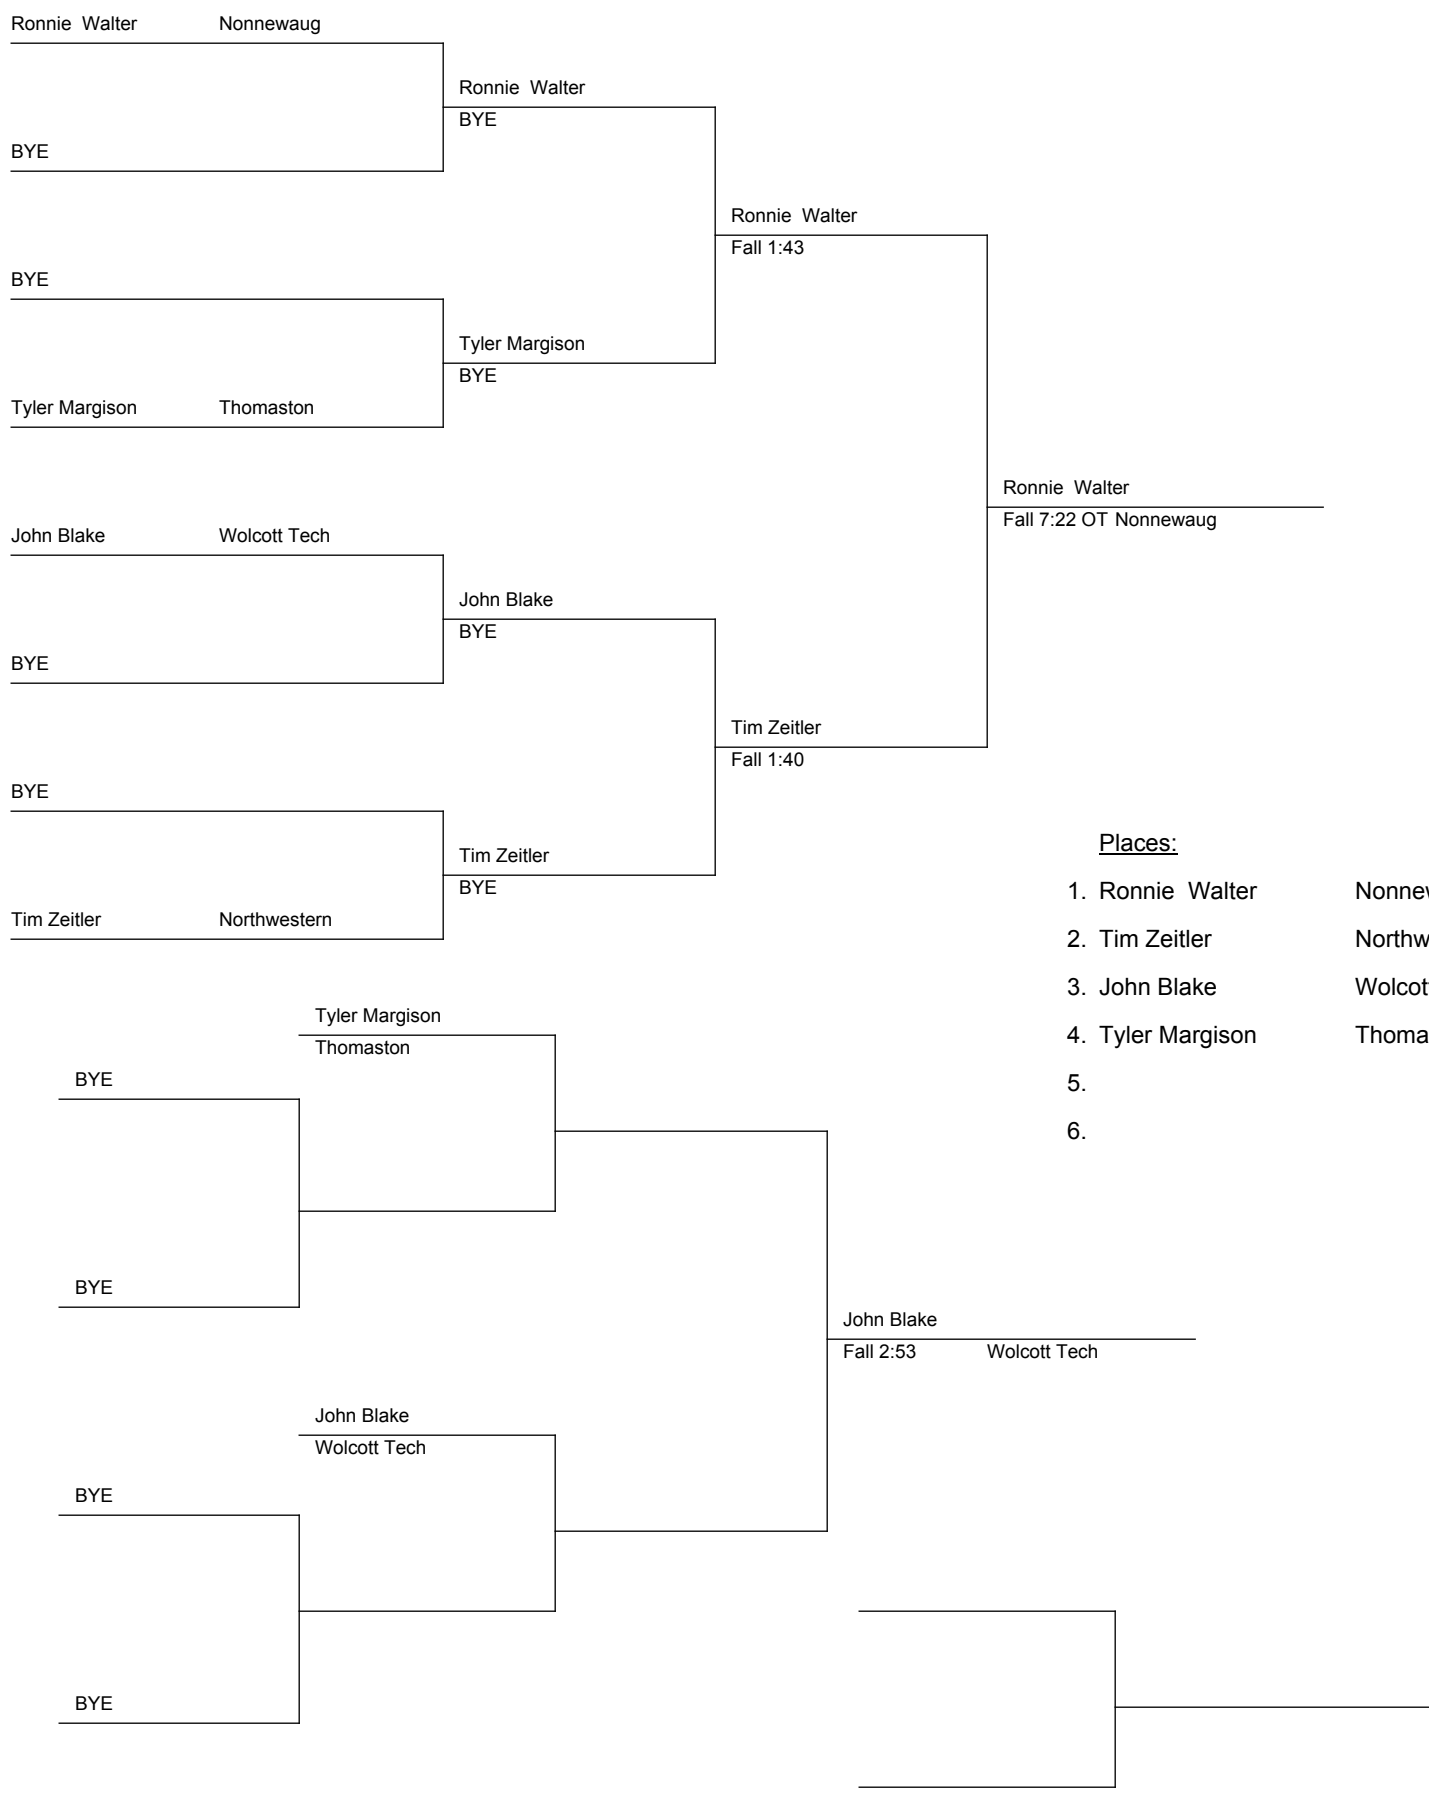 Ronnie  Walter Nonnewaug
Ronnie  Walter
BYE
BYE
Ronnie  Walter
Fall 1:43
BYE
Tyler Margison
BYE
Tyler Margison Thomaston
Ronnie  Walter
Fall 7:22 OT Nonnewaug
John Blake Wolcott Tech
John Blake
BYE
BYE
Tim Zeitler
Fall 1:40
BYE
Tim Zeitler
BYE
Tim Zeitler Northwestern
Places:
1. Ronnie  Walter
2. Tim Zeitler
3. John Blake
4. Tyler Margison
5.
6.
Tyler Margison
Thomaston
BYE
BYE
John Blake
Fall 2:53 Wolcott Tech
John Blake
Wolcott Tech
BYE
BYE